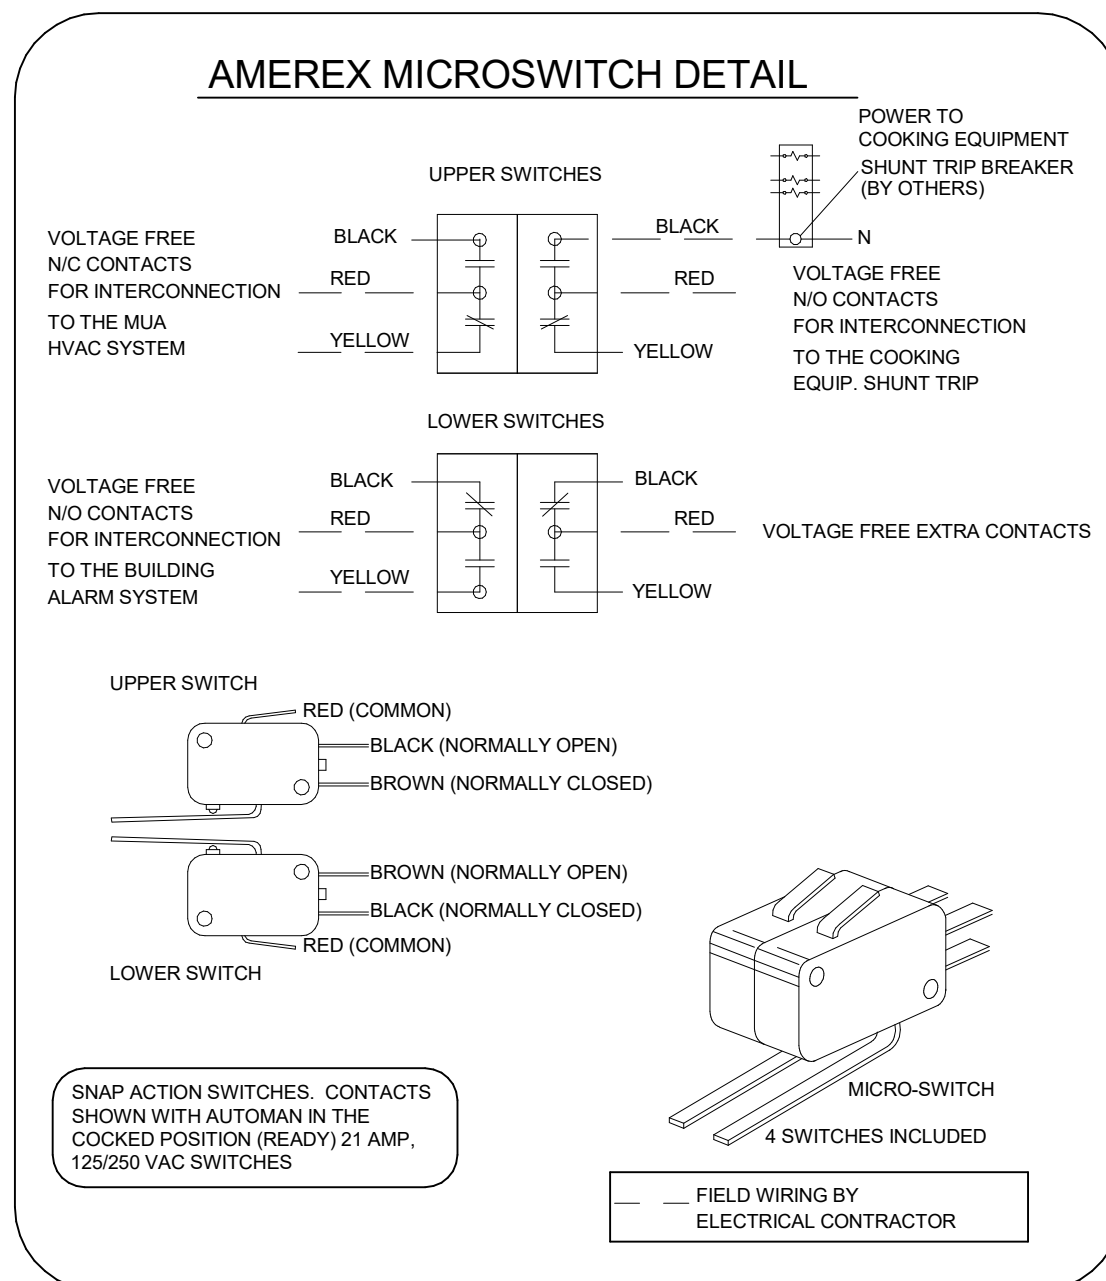 AMEREX MICROSWITCH DETAIL
POWER TO
COOKING EQUIPMENT
SHUNT TRIP BREAKER
(BY OTHERS)
UPPER SWITCHES
VOLTAGE FREE
N/C CONTACTS
FOR INTERCONNECTION
TO THE MUA
HVAC SYSTEM
BLACK
RED
YELLOW
BLACK
N
RED
YELLOW
VOLTAGE FREE
N/O CONTACTS
FOR INTERCONNECTION
TO THE COOKING
EQUIP. SHUNT TRIP
LOWER SWITCHES
VOLTAGE FREE
N/O CONTACTS
FOR INTERCONNECTION
TO THE BUILDING
ALARM SYSTEM
BLACK
RED
YELLOW
BLACK
RED
YELLOW
VOLTAGE FREE EXTRA CONTACTS
UPPER SWITCH
RED (COMMON)
BLACK (NORMALLY OPEN)
BROWN (NORMALLY CLOSED)
BROWN (NORMALLY OPEN)
BLACK (NORMALLY CLOSED)
RED (COMMON)
LOWER SWITCH
SNAP ACTION SWITCHES. CONTACTS
SHOWN WITH AUTOMAN IN THE
COCKED POSITION (READY) 21 AMP,
125/250 VAC SWITCHES
MICRO-SWITCH
4 SWITCHES INCLUDED
FIELD WIRING BY
ELECTRICAL CONTRACTOR